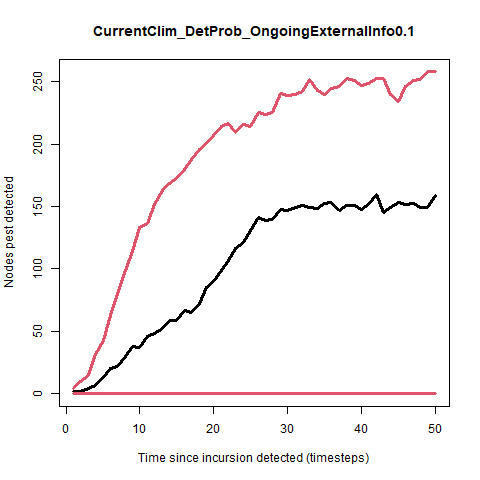 CurrentClim_DetProb_OngoingExternalInfo0.1
Nodes pest detected
250
200
150
100
50
0
0 10 20 30 40 50
Time since incursion detected (timesteps)